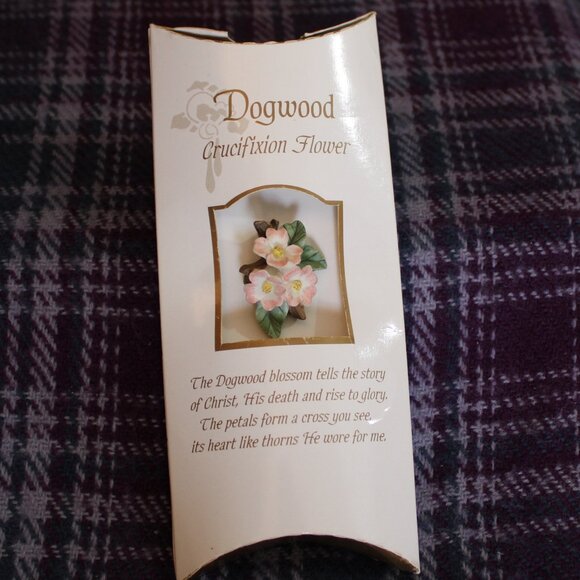 Dogwood
Crucifixion Flower
The Dogwood blossom tells the story
of Christ, His death and rise to glory.
The petals form a cross you see,
its heart like thorns He wore for me.